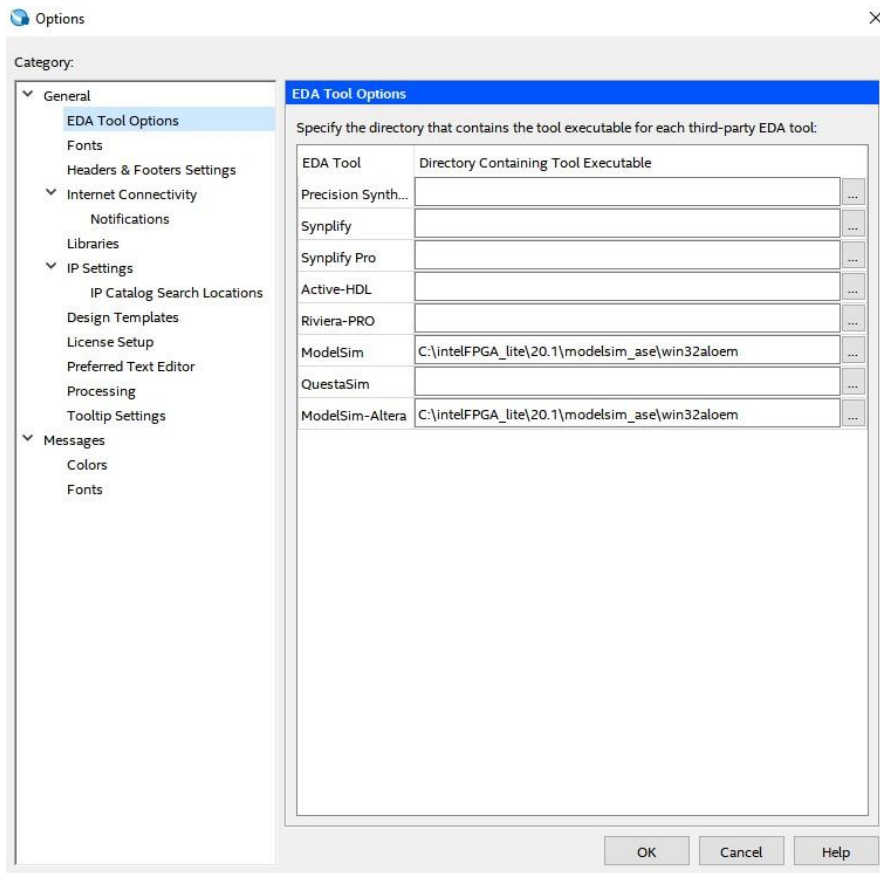 Options
Category:
General
EDA Tool Options
Fonts
Headers & Footers Settings
Internet Connectivity
Notifications
Libraries
IP Settings
IP Catalog Search Locations
Design Templates
License Setup
Preferred Text Editor
Processing
Tooltip Settings
Messages
Colors
Fonts
EDA Tool Options
Specify the directory that contains the tool executable for each third-party EDA tool:
EDA Tool Directory Containing Tool Executable
Precision Synth... ...
Synplify ...
Synplify Pro ...
Active-HDL ...
Riviera-PRO ...
ModelSim C:\intelFPGA_lite\20.1\modelsim_ase\win32aloem ...
QuestaSim ...
ModelSim-Altera C:\intelFPGA_lite\20.1\modelsim_ase\win32aloem ...
OK Cancel Help